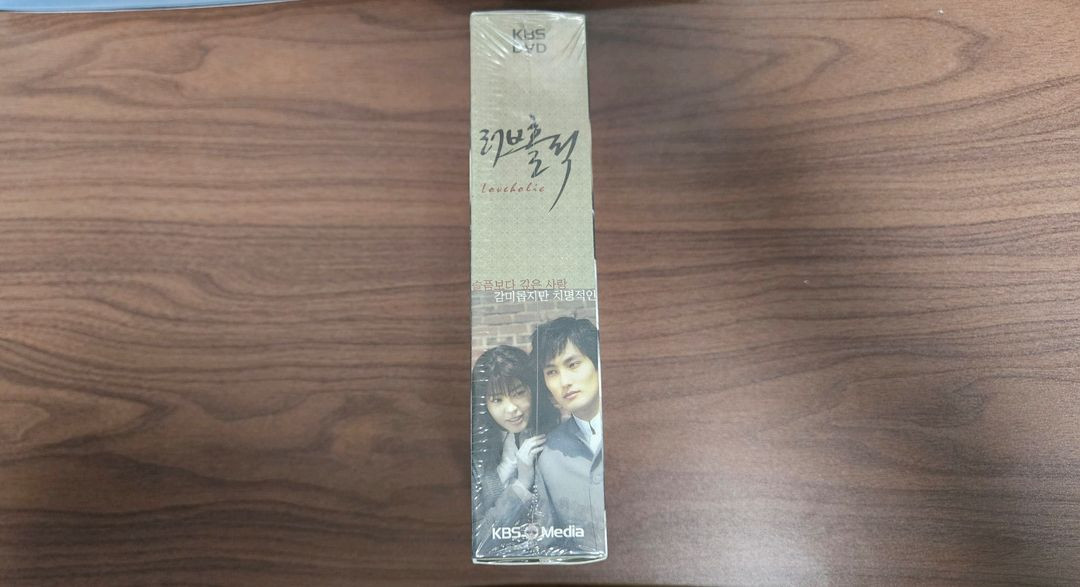 KBS
DVD
러브홀릭
Loveholic
슬픔보다 깊은 사랑
감미롭지만 치명적인
KBS Media